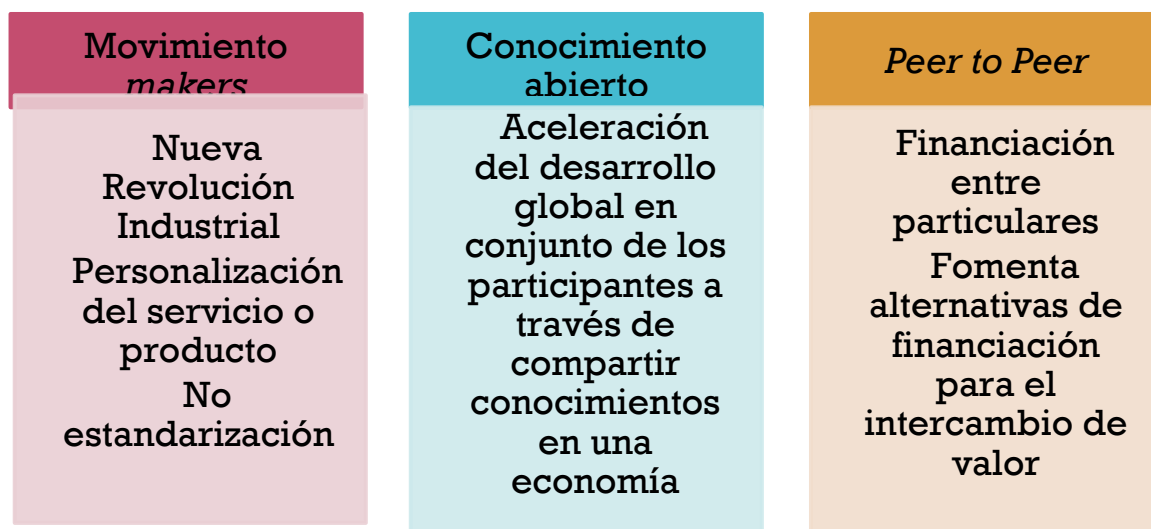 Movimiento
makers
Nueva
Revolución
Industrial
Personalización
del servicio o
producto
No
estandarización
Conocimiento
abierto
Aceleración
del desarrollo
global en
conjunto de los
participantes a
través de
compartir
conocimientos
en una
economía
Peer to Peer
Financiación
entre
particulares
Fomenta
alternativas de
financiación
para el
intercambio de
valor